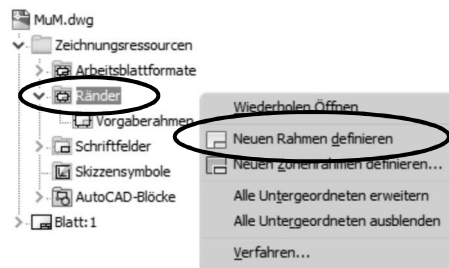 MuM.dwg
Zeichnungsressourcen
Arbeitsblattformate
Ränder
Vorgaberahmen
Schriftfelder
Skizzensymbole
AutoCAD-Blöcke
Blatt:1
Wiederholen Öffnen
Neuen Rahmen definieren
Neuen Zonenrahmen definieren...
Alle Untergeordneten erweitern
Alle Untergeordneten ausblenden
Verfahren...